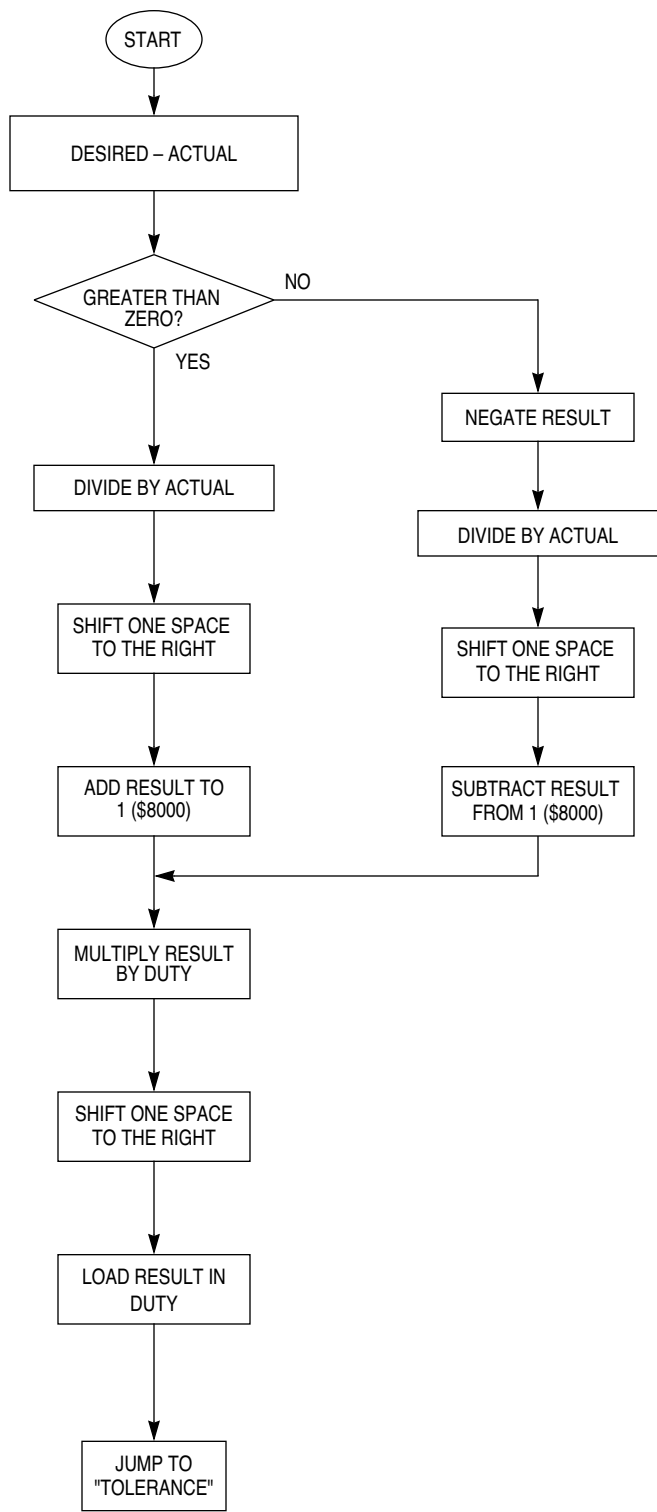 START
DESIRED – ACTUAL
GREATER THAN
ZERO?
NO
YES
NEGATE RESULT
DIVIDE BY ACTUAL
DIVIDE BY ACTUAL
SHIFT ONE SPACE
TO THE RIGHT
SHIFT ONE SPACE
TO THE RIGHT
ADD RESULT TO
1 ($8000)
SUBTRACT RESULT
FROM 1 ($8000)
MULTIPLY RESULT
BY DUTY
SHIFT ONE SPACE
TO THE RIGHT
LOAD RESULT IN
DUTY
JUMP TO
"TOLERANCE"